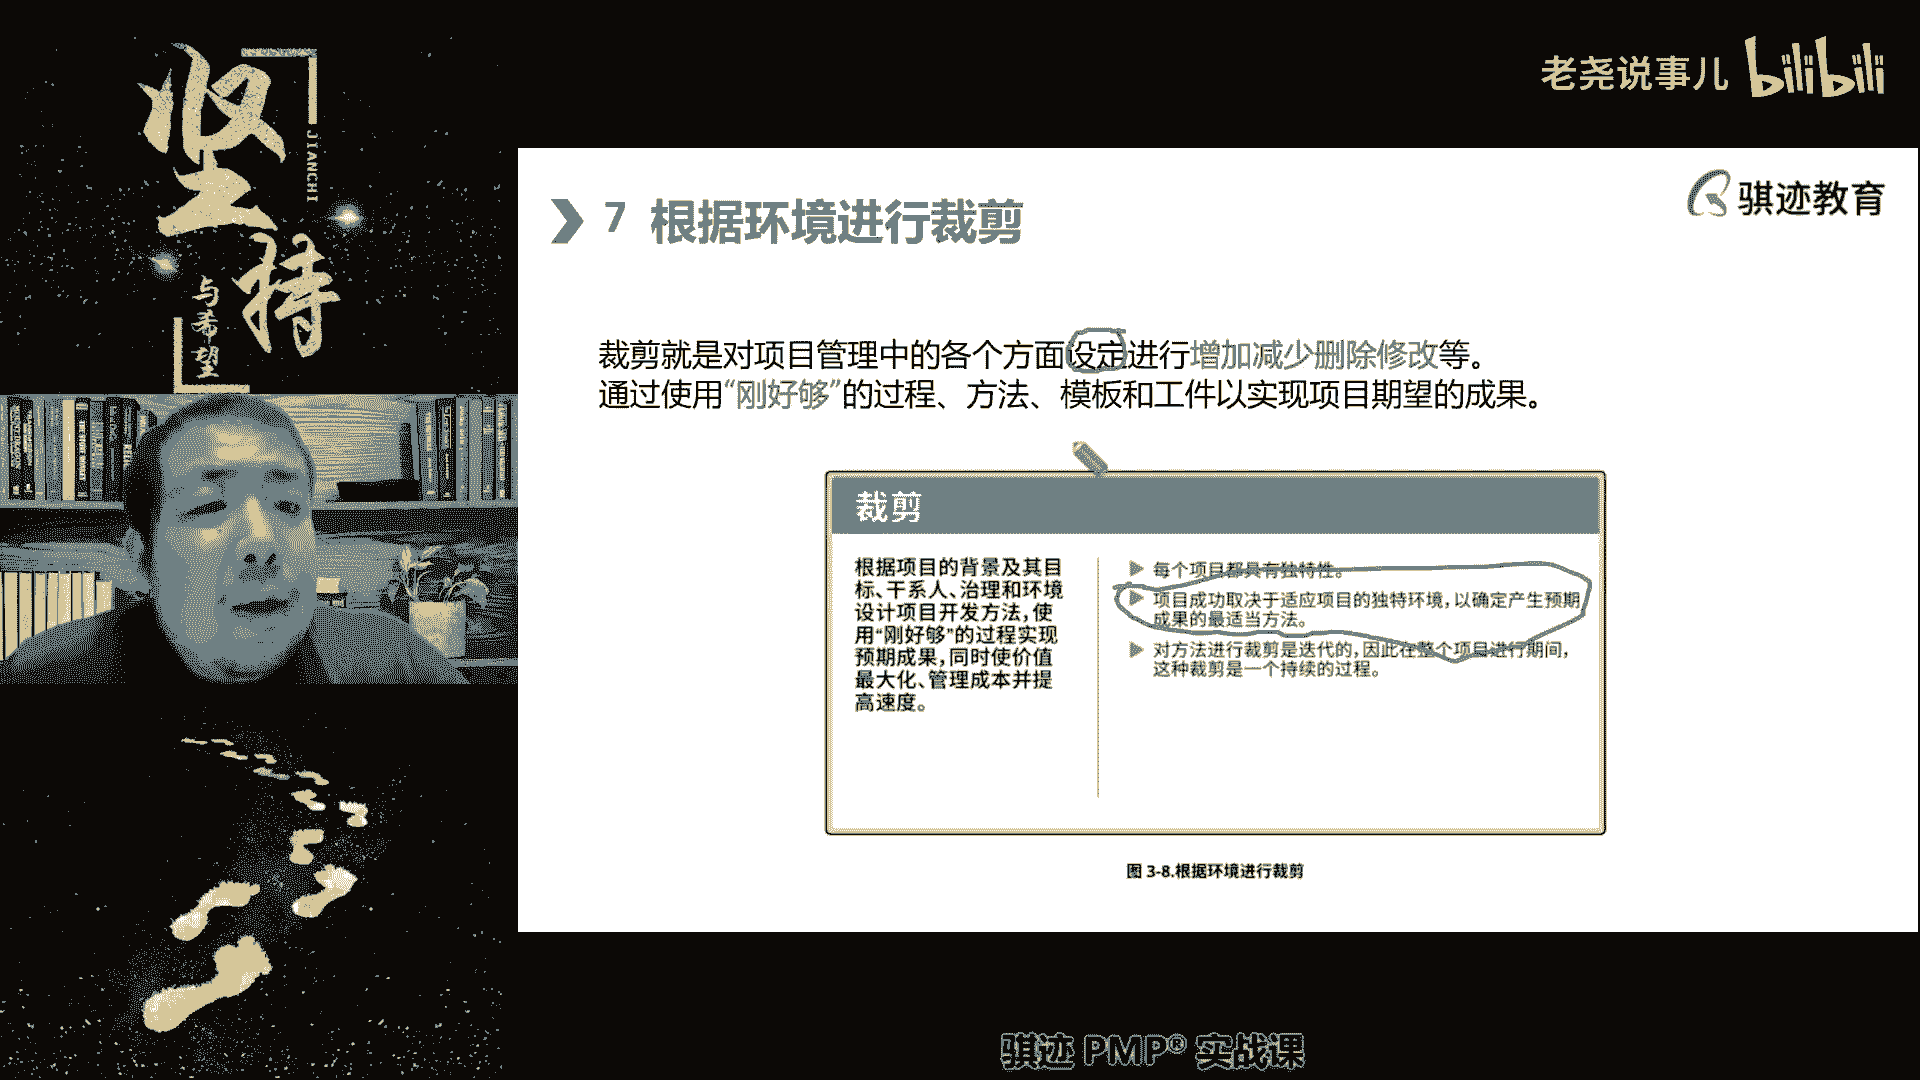 坚持
JIANCHI
与希望
老尧说事儿 bilibili
骐迹教育
7 根据环境进行裁剪
裁剪就是对项目管理中的各个方面设定进行增加减少删除修改等。
通过使用“刚好够”的过程、方法、模板和工件以实现项目期望的成果。
裁剪
根据项目的背景及其目
标、干系人、治理和环境
设计项目开发方法,使
用“刚好够”的过程实现
预期成果,同时使价值
最大化、管理成本并提
高速度。
每个项目都具有独特性。
项目成功取决于适应项目的独特环境,以确定产生预期
成果的最适当方法。
对方法进行裁剪是迭代的,因此在整个项目进行期间,
这种裁剪是一个持续的过程。
图 3-8.根据环境进行裁剪
骐迹 PMP® 实战课